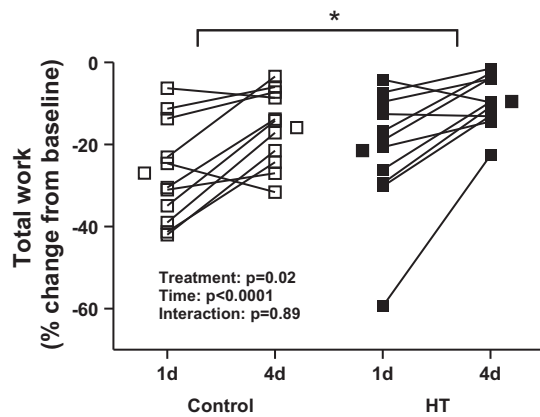 *
Total work
(% change from baseline)
0
-20
-40
-60
Treatment: p=0.02
Time: p<0.0001
Interaction: p=0.89
1d 4d 1d 4d
Control HT